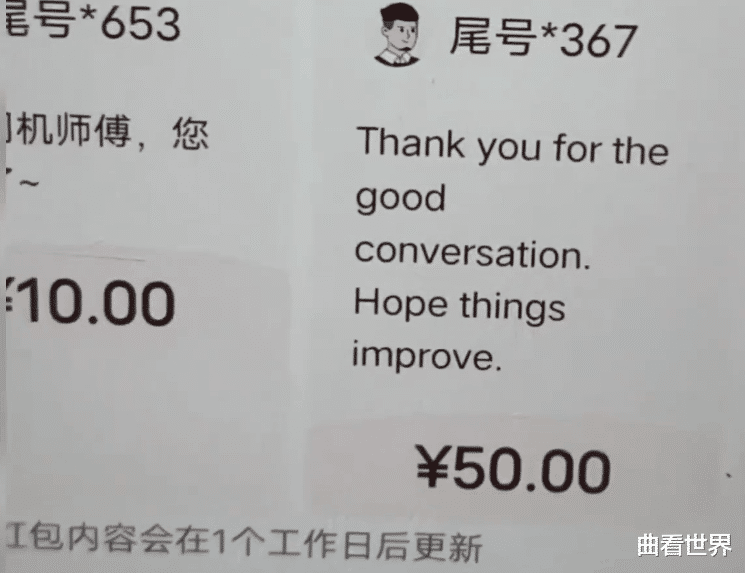 尾号*653
机师傅，您
~
¥10.00
尾号*367
Thank you for the
good
conversation.
Hope things
improve.
¥50.00
红包内容会在1个工作日后更新
曲看世界